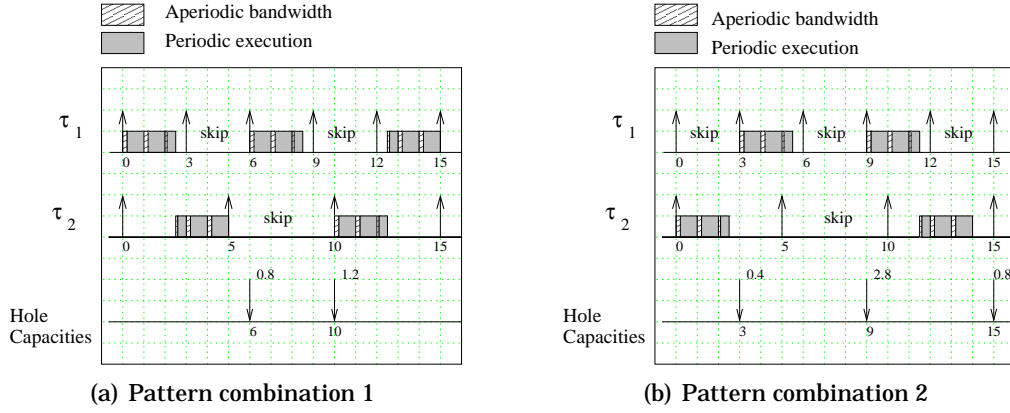 Aperiodic bandwidth
Periodic execution
τ 1
skip
skip
0 3 6 9 12 15
τ 2
skip
0 5 10 15
0.8 1.2
Hole
Capacities
6 10
(a) Pattern combination 1
Aperiodic bandwidth
Periodic execution
τ 1
skip
skip
skip
0 3 6 9 12 15
τ 2
skip
0 5 10 15
0.4 2.8 0.8
Hole
Capacities
3 9 15
(b) Pattern combination 2